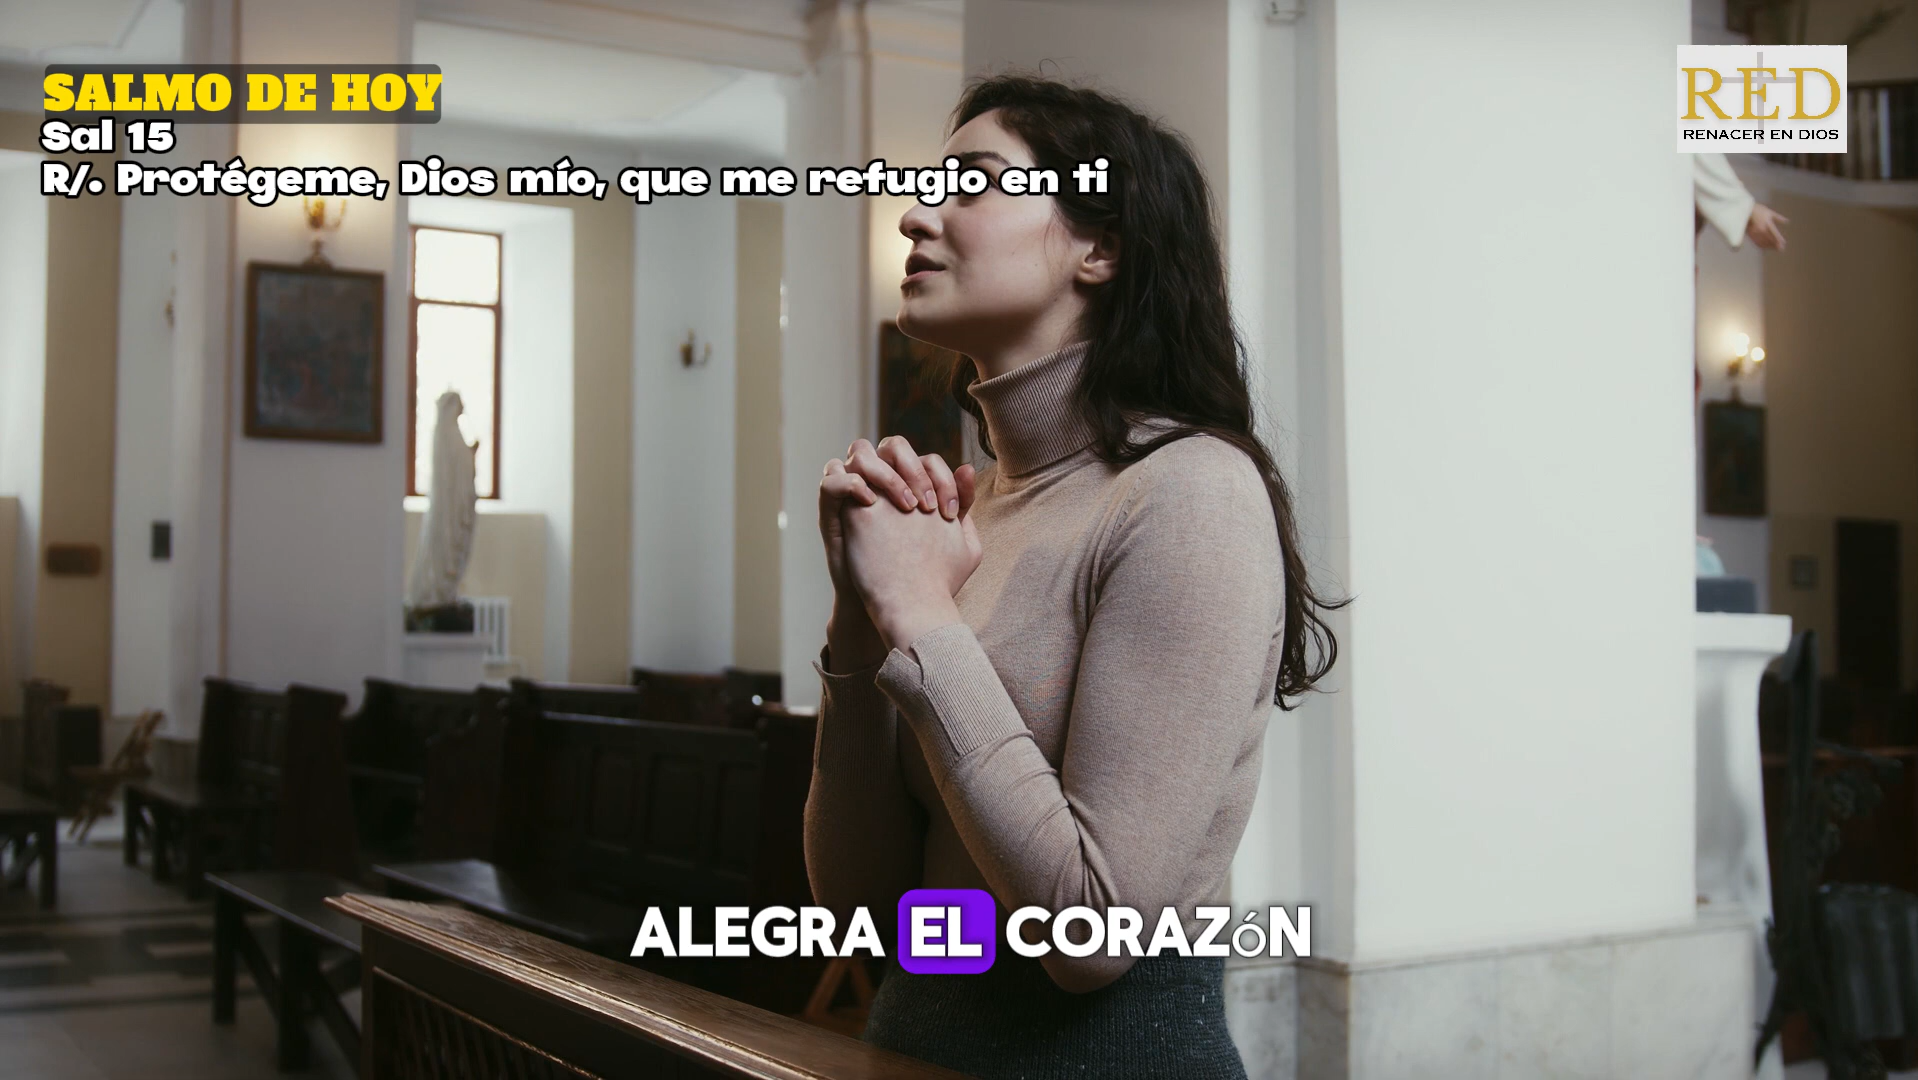 SALMO DE HOY
Sal 15
R/. Protégeme, Dios mío, que me refugio en ti
RED
RENACER EN DIOS
ALEGRA EL CORAZóN